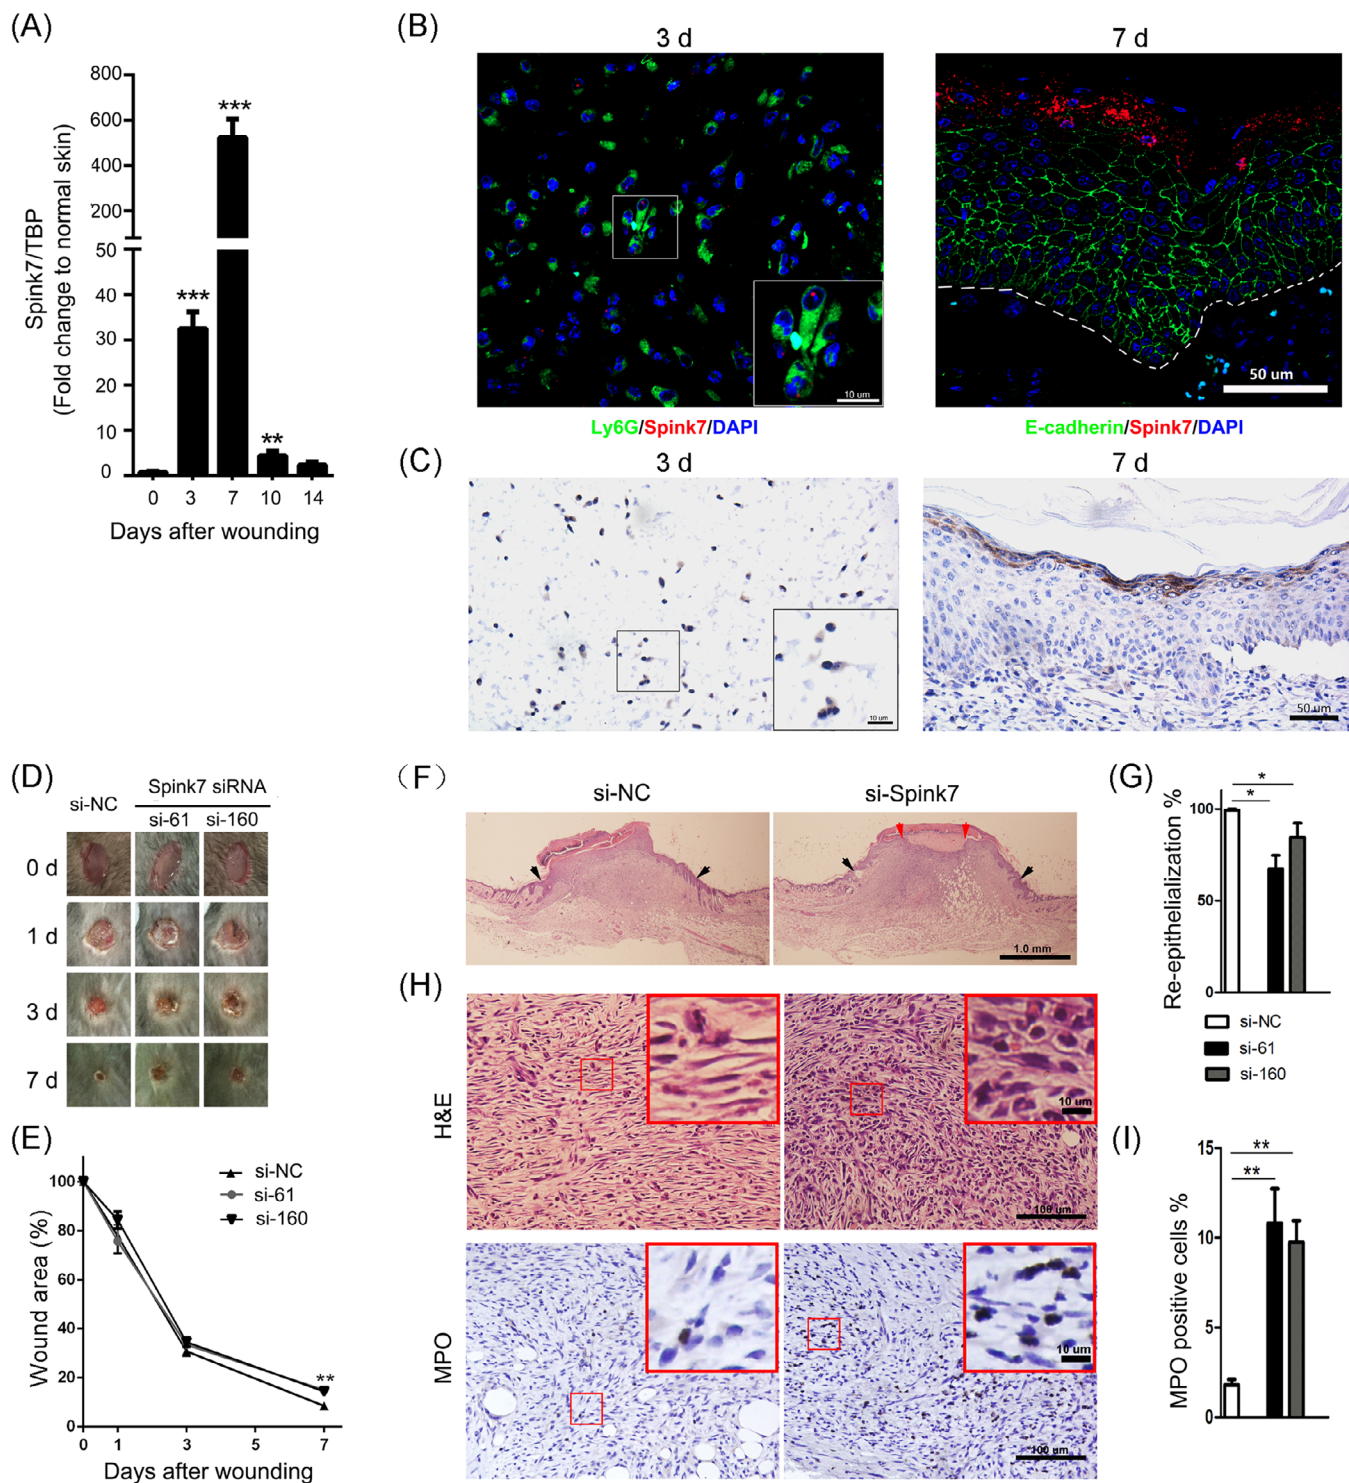 (A)
800
600
400
200
50
40
30
20
10
0
Spink7/TBP
(Fold change to normal skin)
***
***
**
0 3 7 10 14
Days after wounding
(B)
3 d
7 d
10 um
50 um
Ly6G/Spink7/DAPI
E-cadherin/Spink7/DAPI
(C)
3 d
7 d
10 um
50 um
(D)
Spink7 siRNA
si-NC
si-61
si-160
0 d
1 d
3 d
7 d
(E)
100
80
60
40
20
0
Wound area (%)
si-NC
si-61
si-160
**
0 1 3 5 7
Days after wounding
(F)
si-NC
si-Spink7
1.0 mm
(G)
Re-epithelialization %
100
50
0
*
*
si-NC
si-61
si-160
(H)
H&E
10 um
100 um
MPO
10 um
100 um
(I)
MPO positive cells %
15
10
5
0
**
**